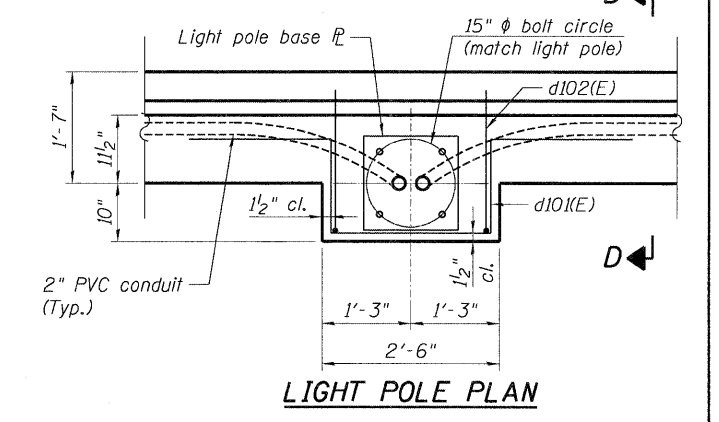 D
Light pole base ℄
15" ϕ bolt circle
(match light pole)
d102(E)
1'-7"
11½"
10"
1½" cl.
d101(E)
1½"
cl.
D
2" PVC conduit
(Typ.)
1'-3"
1'-3"
2'-6"
LIGHT POLE PLAN